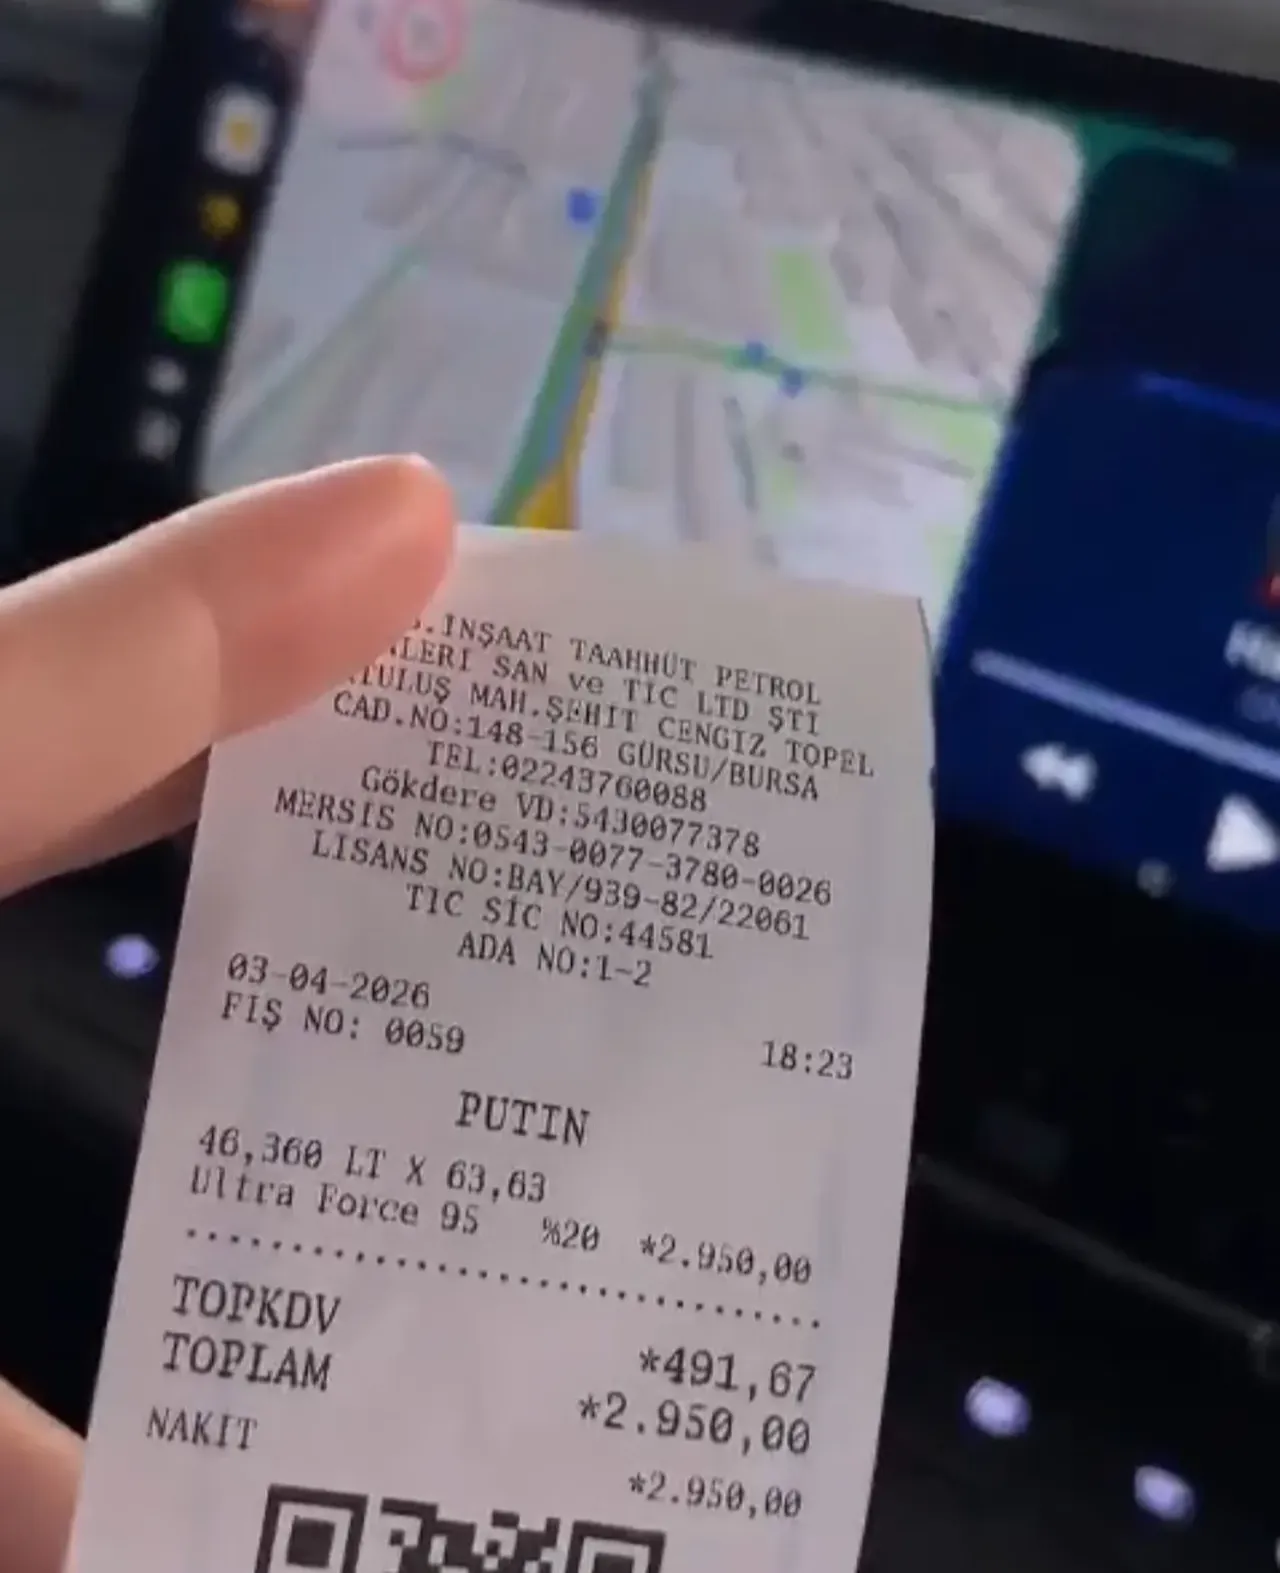 .İNŞAAT TAAHHÜT PETROL
LERİ SAN ve TİC LTD ŞTİ
TULUŞ MAH.ŞEHİT CENGİZ TOPEL
CAD.NO:148-156 GÜRSU/BURSA
TEL:02243760088
Gökdere VD:5430077378
MERSİS NO:0543-0077-3780-0026
LİSANS NO:BAY/939-82/22061
TİC SİC NO:44581
ADA NO:1-2
03-04-2026
18:23
FİŞ NO: 0059
PUTIN
46,360 LT X 63,63
Ultra Force 95 %20 *2.950,00
TOPKDV *491,67
TOPLAM *2.950,00
NAKİT *2.950,00